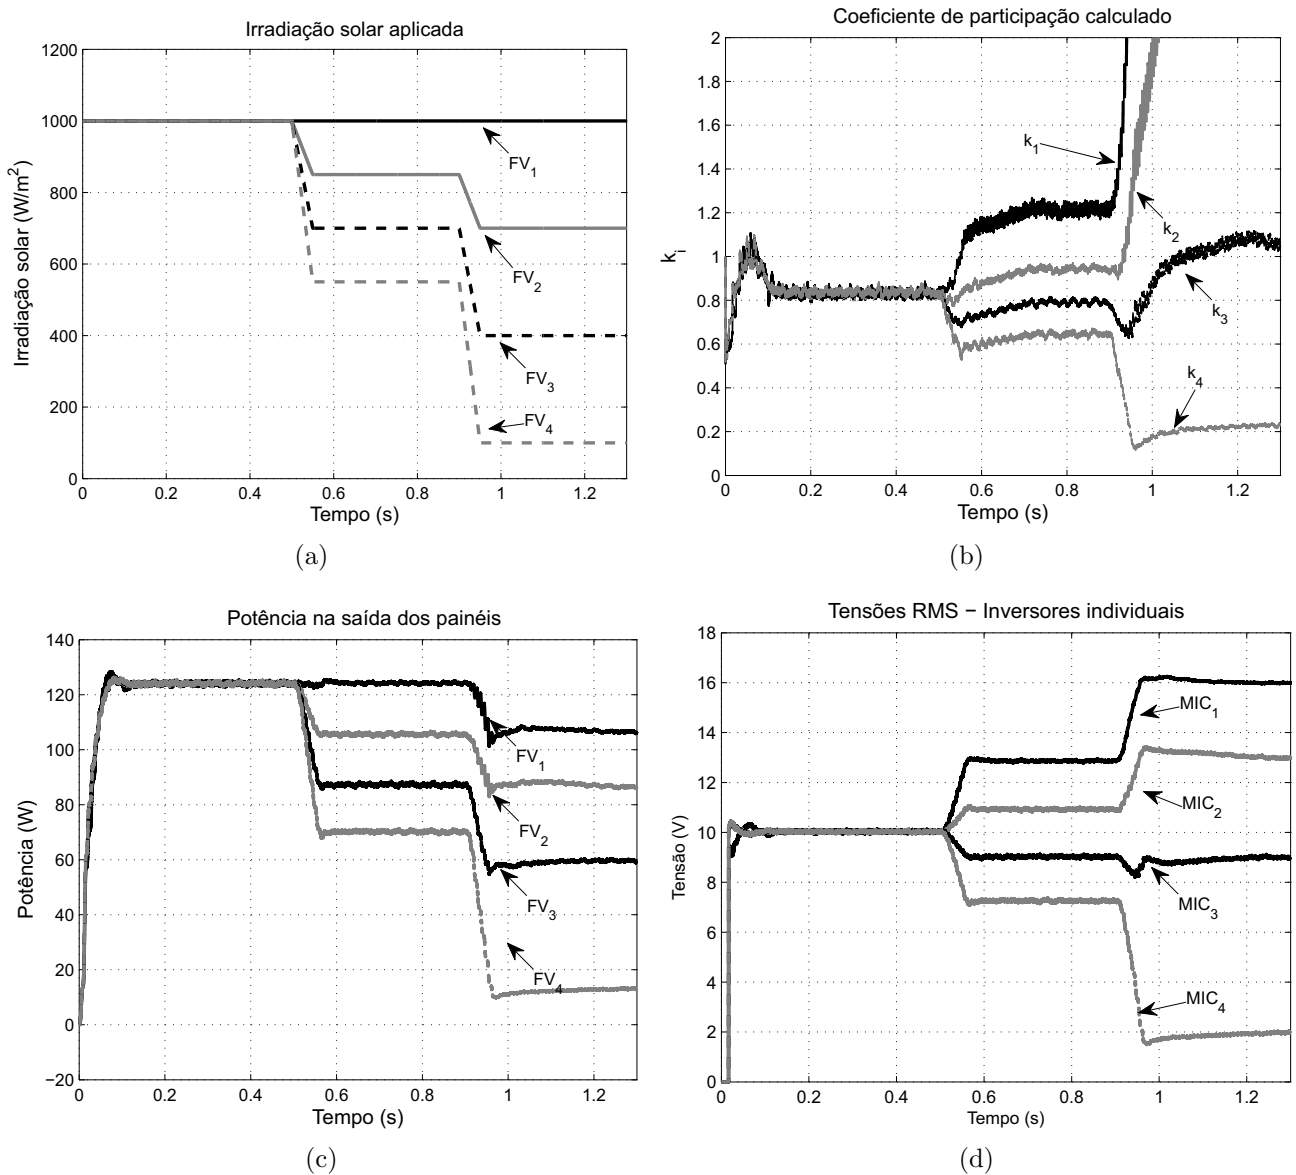 Irradiação solar aplicada
Irradiação solar (W/m²)
1200
1000
800
600
400
200
0
0 0.2 0.4 0.6 0.8 1 1.2
Tempo (s)
FV₁
FV₂
FV₃
FV₄
(a)
Coeficiente de participação calculado
kᵢ
2
1.8
1.6
1.4
1.2
1
0.8
0.6
0.4
0.2
0
0 0.2 0.4 0.6 0.8 1 1.2
Tempo (s)
k₁
k₂
k₃
k₄
(b)
Potência na saída dos painéis
Potência (W)
140
120
100
80
60
40
20
0
−20
0 0.2 0.4 0.6 0.8 1 1.2
Tempo (s)
FV₁
FV₂
FV₃
FV₄
(c)
Tensões RMS − Inversores individuais
Tensão (V)
18
16
14
12
10
8
6
4
2
0
0 0.2 0.4 0.6 0.8 1 1.2
Tempo (s)
MIC₁
MIC₂
MIC₃
MIC₄
(d)